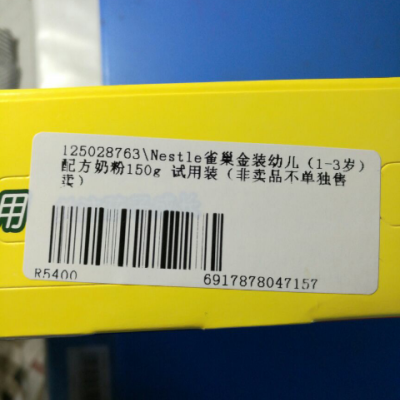 125028763\Nestle雀巢金装幼儿（1-3岁）
配方奶粉150g 试用装（非卖品不单独售
卖）
用
R5400
6917878047157